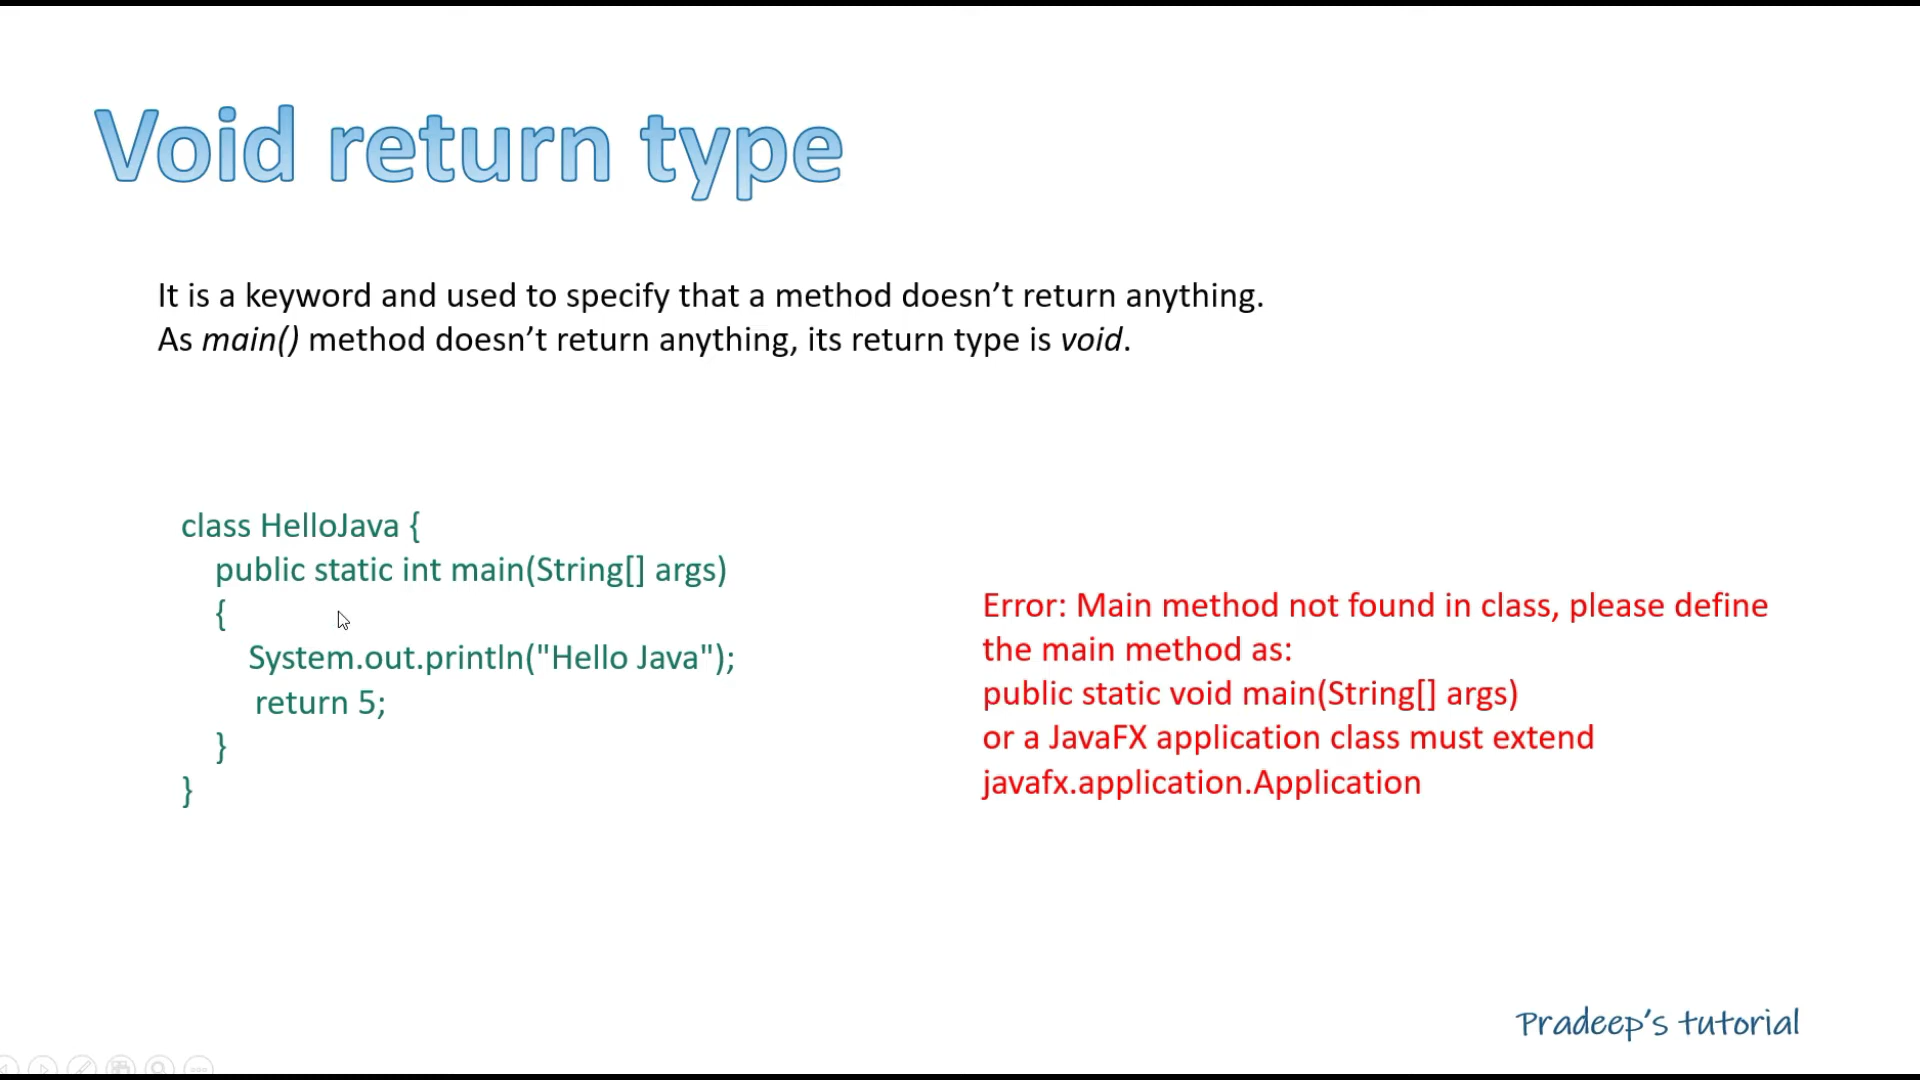 Void return type
It is a keyword and used to specify that a method doesn’t return anything.
As main() method doesn’t return anything, its return type is void.
class HelloJava {
public static int main(String[] args)
{
System.out.println("Hello Java");
return 5;
}
}
Error: Main method not found in class, please define
the main method as:
public static void main(String[] args)
or a JavaFX application class must extend
javafx.application.Application
Pradeep’s tutorial